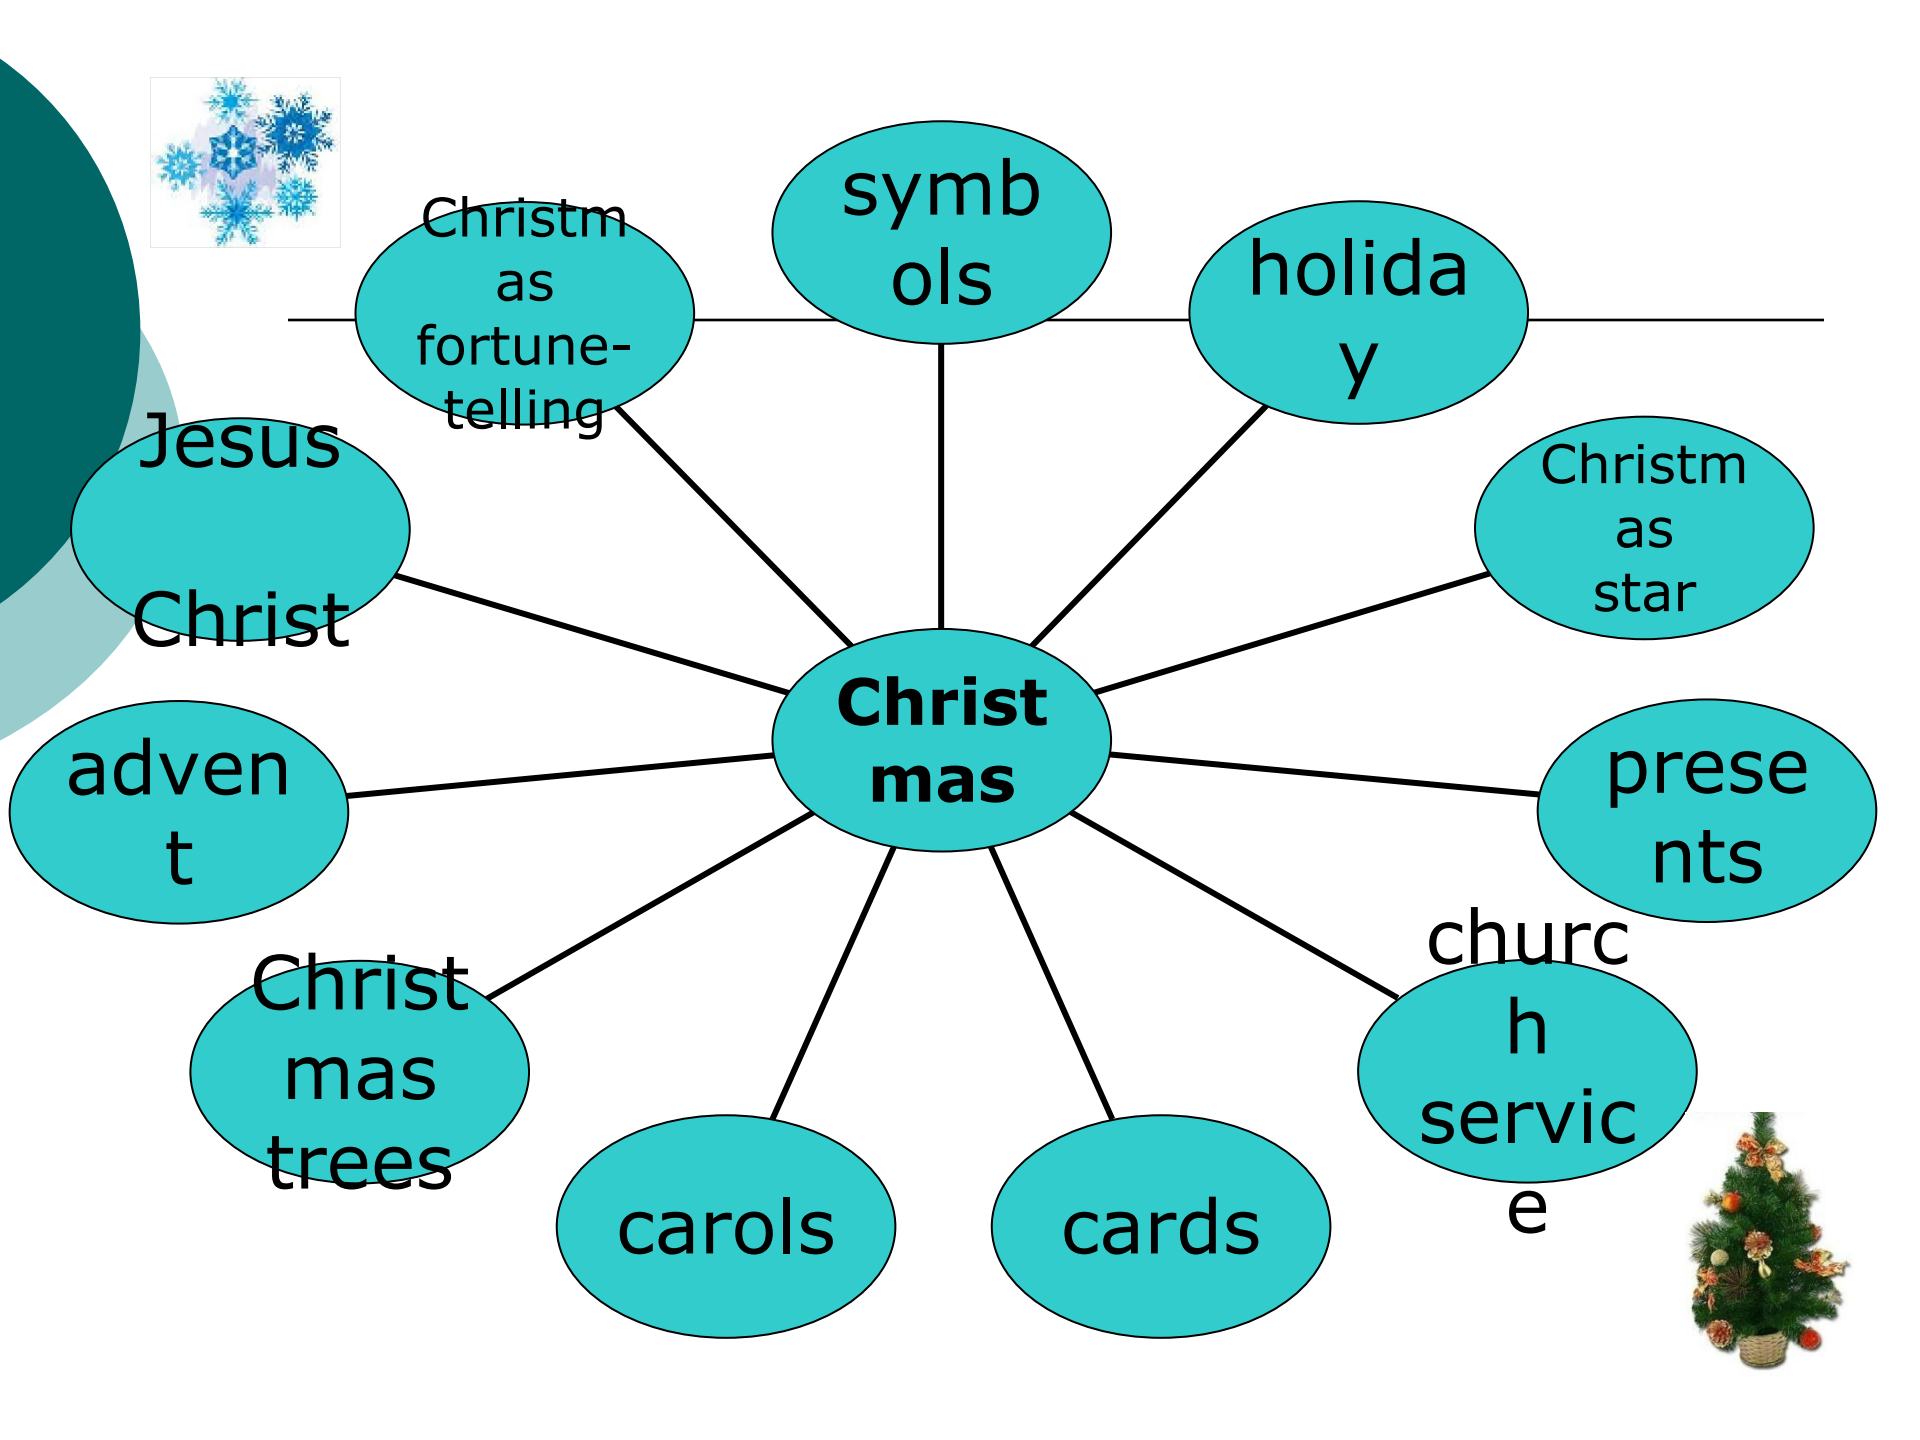 symb
ols
holida
y
Christm
as
star
prese
nts
churc
h
servic
e
cards
carols
Christ
mas
trees
adven
t
Jesus
Christ
Christm
as
fortune-
telling
Christ
mas